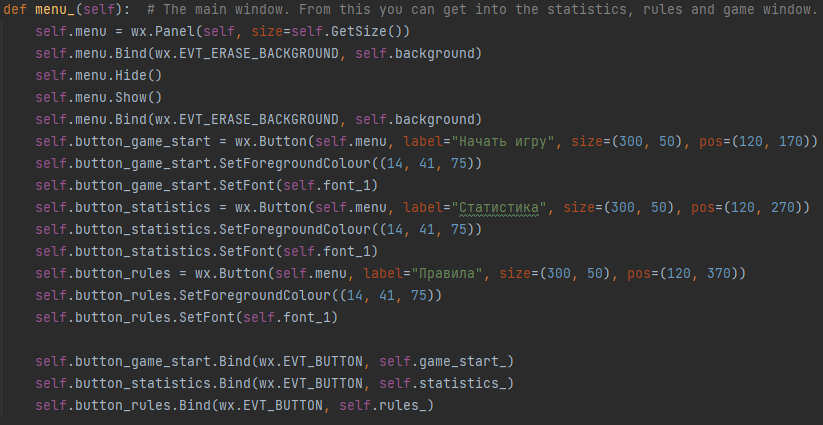 def menu_(self):  # The main window. From this you can get into the statistics, rules and game window.
    self.menu = wx.Panel(self, size=self.GetSize())
    self.menu.Bind(wx.EVT_ERASE_BACKGROUND, self.background)
    self.menu.Hide()
    self.menu.Show()
    self.menu.Bind(wx.EVT_ERASE_BACKGROUND, self.background)
    self.button_game_start = wx.Button(self.menu, label="Начать игру", size=(300, 50), pos=(120, 170))
    self.button_game_start.SetForegroundColour((14, 41, 75))
    self.button_game_start.SetFont(self.font_1)
    self.button_statistics = wx.Button(self.menu, label="Статистика", size=(300, 50), pos=(120, 270))
    self.button_statistics.SetForegroundColour((14, 41, 75))
    self.button_statistics.SetFont(self.font_1)
    self.button_rules = wx.Button(self.menu, label="Правила", size=(300, 50), pos=(120, 370))
    self.button_rules.SetForegroundColour((14, 41, 75))
    self.button_rules.SetFont(self.font_1)

    self.button_game_start.Bind(wx.EVT_BUTTON, self.game_start_)
    self.button_statistics.Bind(wx.EVT_BUTTON, self.statistics_)
    self.button_rules.Bind(wx.EVT_BUTTON, self.rules_)